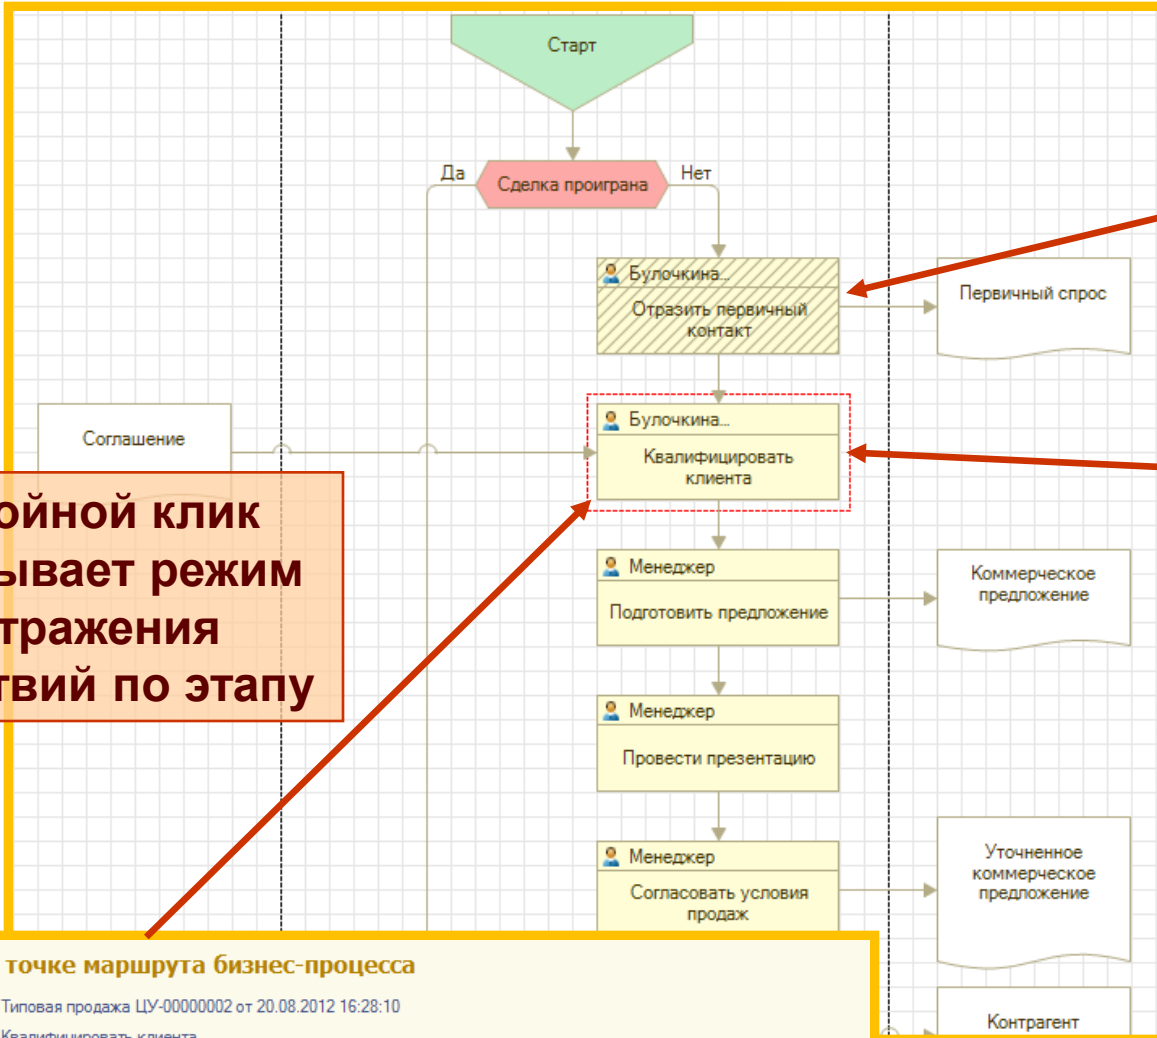 Старт
Да
Сделка проиграна
Нет
Булочкина...
Отразить первичный
контакт
Первичный спрос
Соглашение
Булочкина...
Квалифицировать
клиента
ойной клик
ывает режим
тражения
твий по этапу
Менеджер
Подготовить предложение
Коммерческое
предложение
Менеджер
Провести презентацию
Менеджер
Согласовать условия
продаж
Уточненное
коммерческое
предложение
точке маршрута бизнес-процесса
Типовая продажа ЦУ-00000002 от 20.08.2012 16:28:10
Квалифицировать клиента
Контрагент